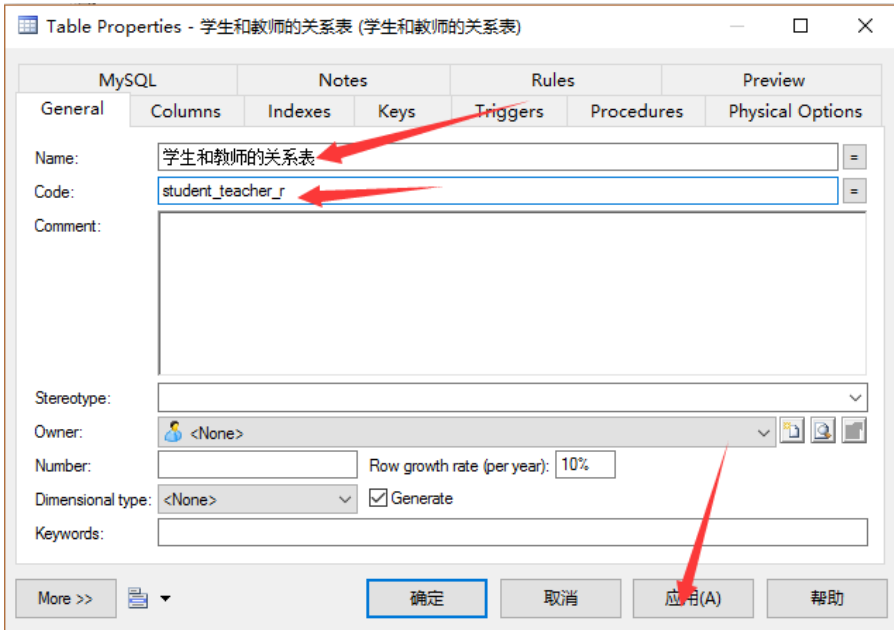 Table Properties - 学生和教师的关系表 (学生和教师的关系表)
MySQL Notes Rules Preview
General Columns Indexes Keys Triggers Procedures Physical Options
Name: 学生和教师的关系表 =
Code: student_teacher_r =
Comment:
Stereotype:
Owner: <None>
Number: Row growth rate (per year): 10%
Dimensional type: <None> Generate
Keywords:
More >> 确定 取消 应用(A) 帮助